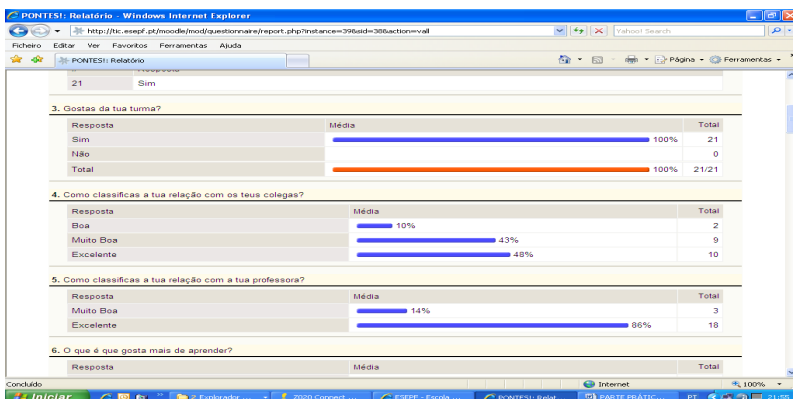 PONTES!: Relatório - Windows Internet Explorer
http://tic.esepf.pt/moodle/mod/questionnaire/report.php?instance=39&sid=38&action=vall
Yahoo! Search
Ficheiro Editar Ver Favoritos Ferramentas Ajuda
PONTES!: Relatório
Página Ferramentas
21 Sim
3. Gostas da tua turma?
Resposta Média Total
Sim 100% 21
Não 0
Total 100% 21/21
4. Como classificas a tua relação com os teus colegas?
Resposta Média Total
Boa 10% 2
Muito Boa 43% 9
Excelente 48% 10
5. Como classificas a tua relação com a tua professora?
Resposta Média Total
Muito Boa 14% 3
Excelente 86% 18
6. O que é que gosta mais de aprender?
Resposta Média Total
Concluído Internet 100%
Iniciar 2 Explorador ... Z020 Connect ... ESEPF - Escola ... PONTES!: Relat... PARTE PRÁTIC... PT 21:55